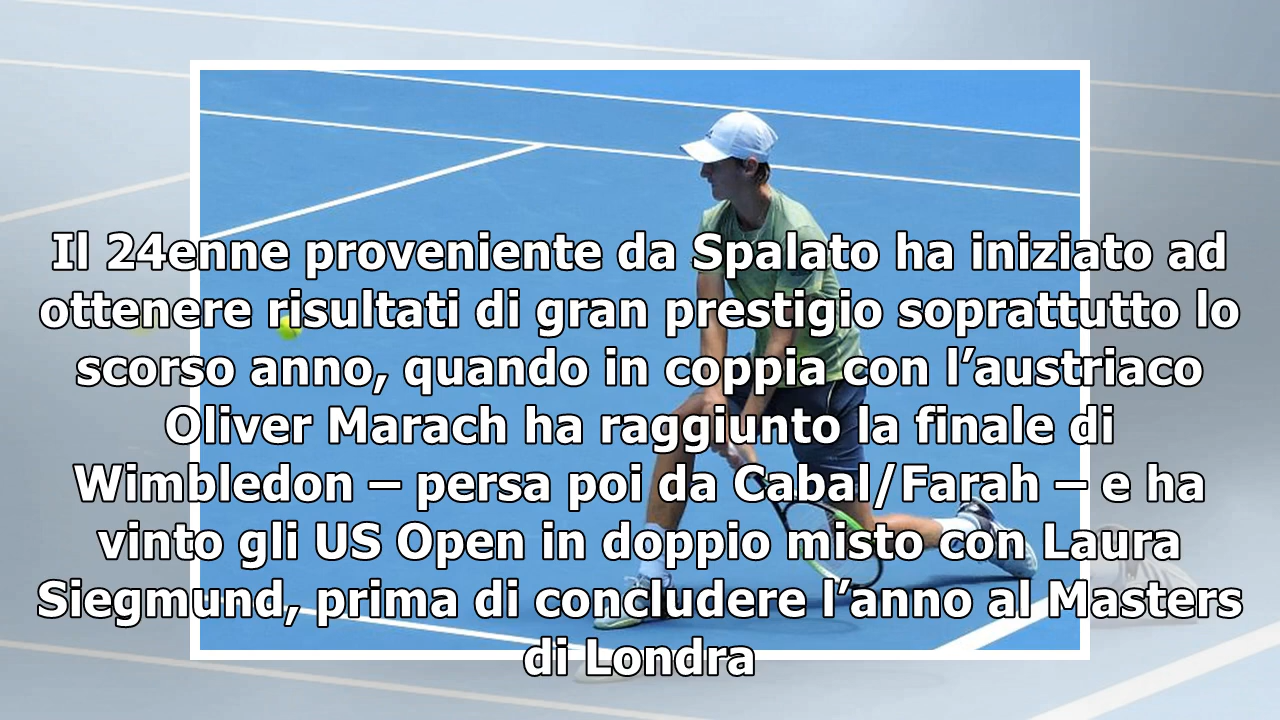 Il 24enne proveniente da Spalato ha iniziato ad
ottenere risultati di gran prestigio soprattutto lo
scorso anno, quando in coppia con l’austriaco
Oliver Marach ha raggiunto la finale di
Wimbledon – persa poi da Cabal/Farah – e ha
vinto gli US Open in doppio misto con Laura
Siegmund, prima di concludere l’anno al Masters
di Londra